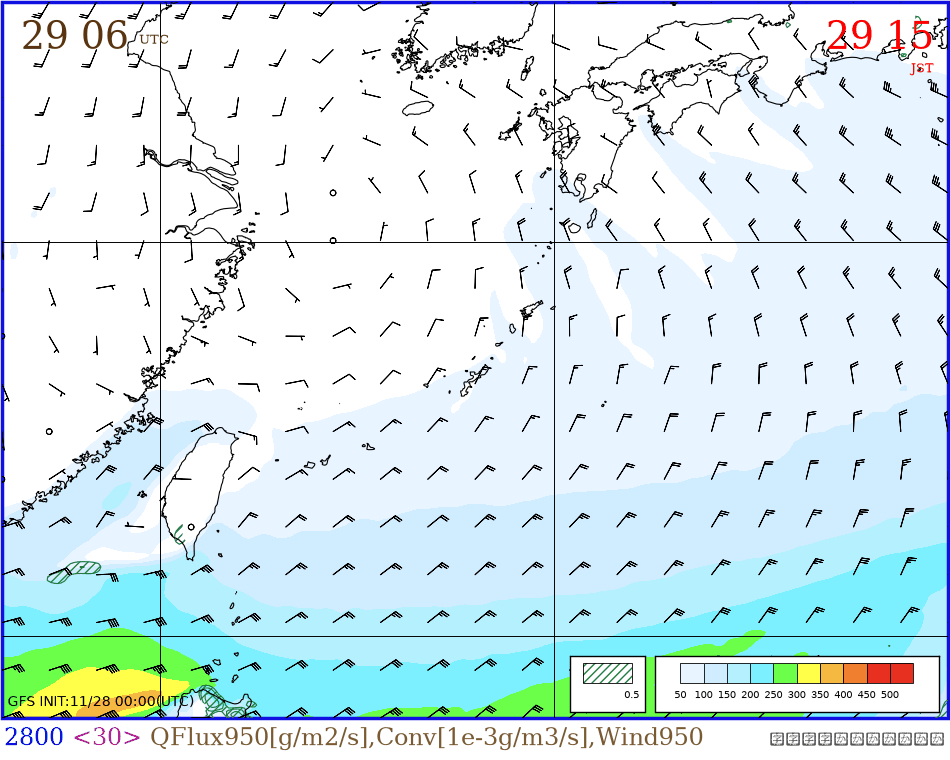 29 06 UTC
29 15
JST
0.5
50 100 150 200 250 300 350 400 450 500
GFS INIT:11/28 00:00(UTC)
2800 <30> QFlux950[g/m2/s],Conv[1e-3g/m3/s],Wind950